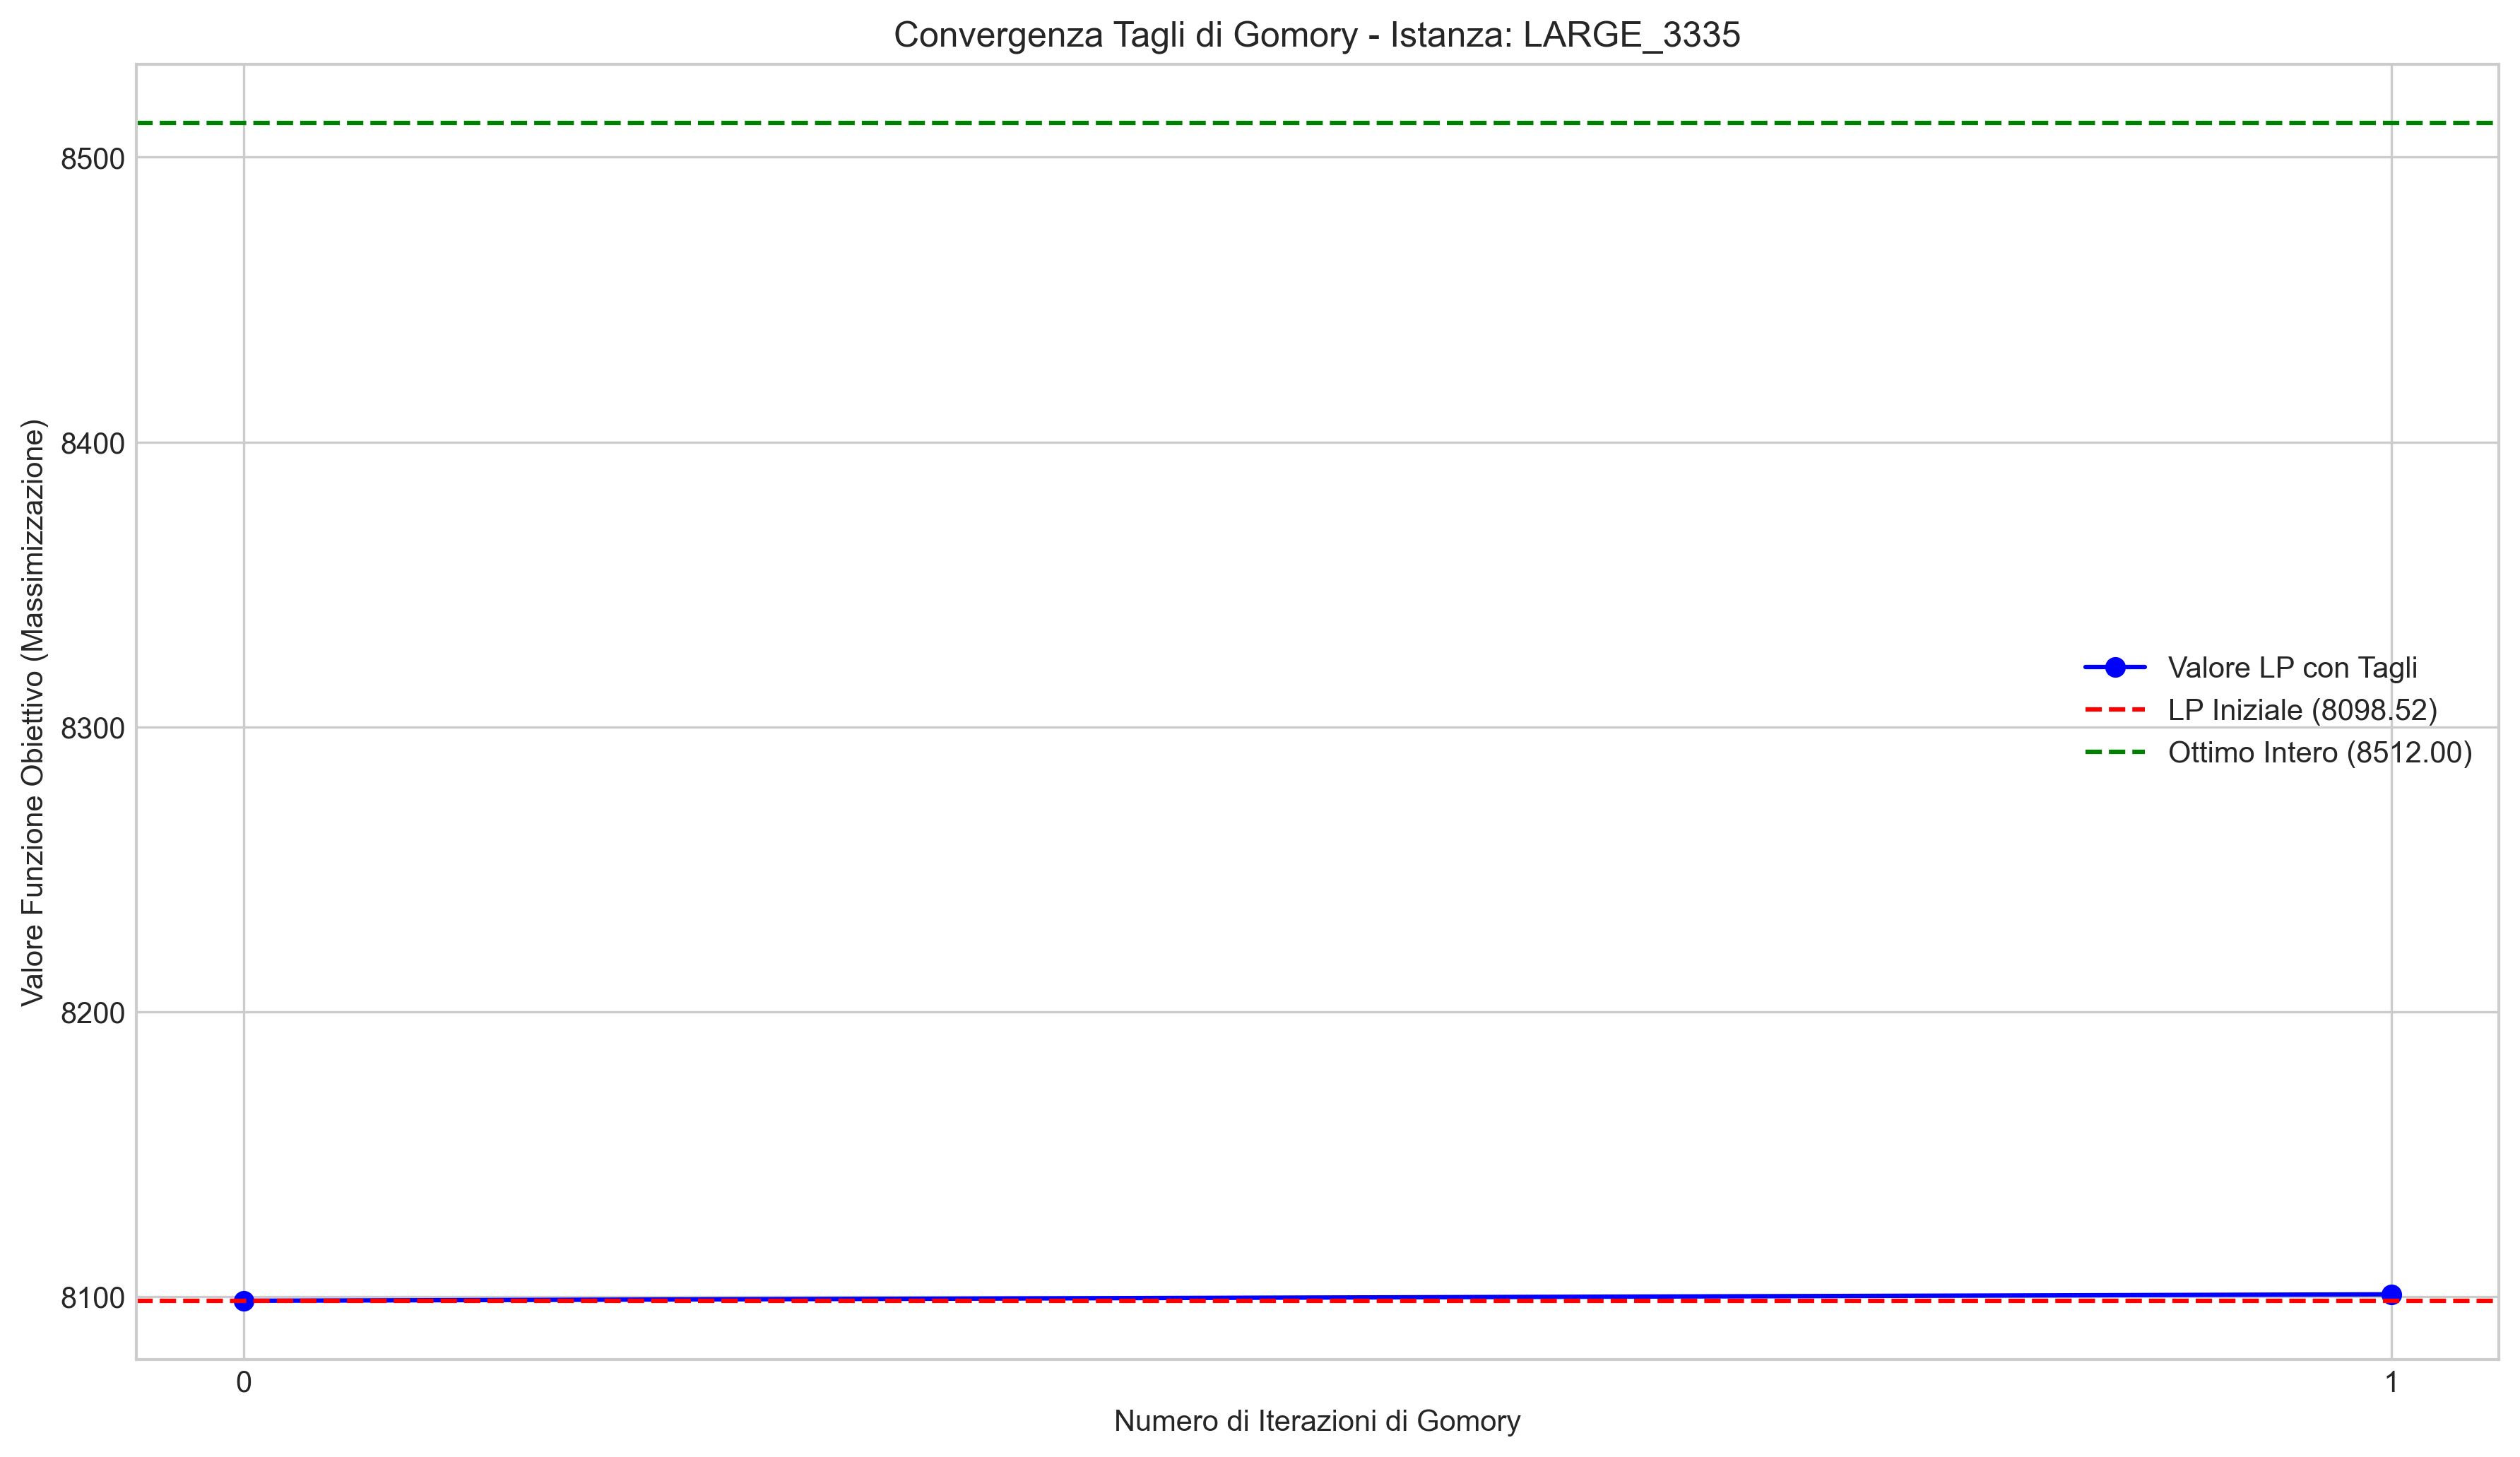 Convergenza Tagli di Gomory - Istanza: LARGE_3335
Valore Funzione Obiettivo (Massimizzazione)
8500
8400
8300
8200
8100
Valore LP con Tagli
LP Iniziale (8098.52)
Ottimo Intero (8512.00)
0
1
Numero di Iterazioni di Gomory